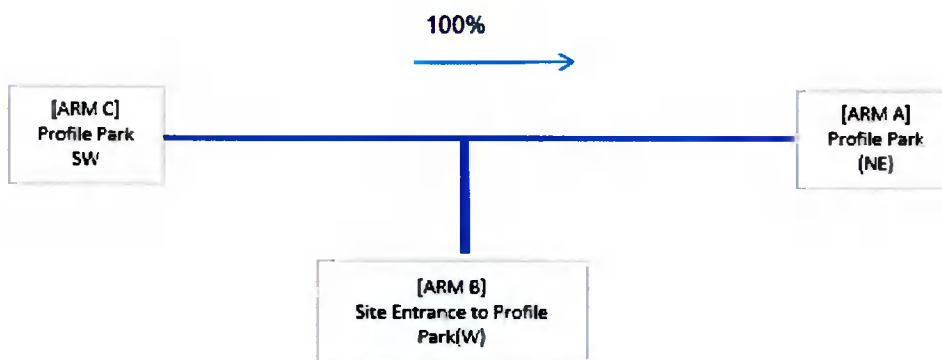 100%
[ARM C]
Profile Park
SW
[ARM A]
Profile Park
(NE)
[ARM B]
Site Entrance to Profile
Park(W)